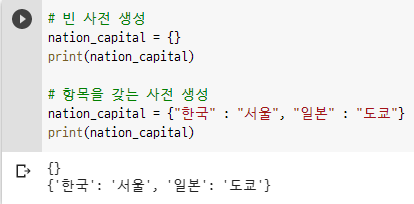 # 빈 사전 생성
nation_capital = {}
print(nation_capital)
# 항목을 갖는 사전 생성
nation_capital = {"한국" : "서울", "일본" : "도쿄"}
print(nation_capital)
{}
{'한국': '서울', '일본': '도쿄'}